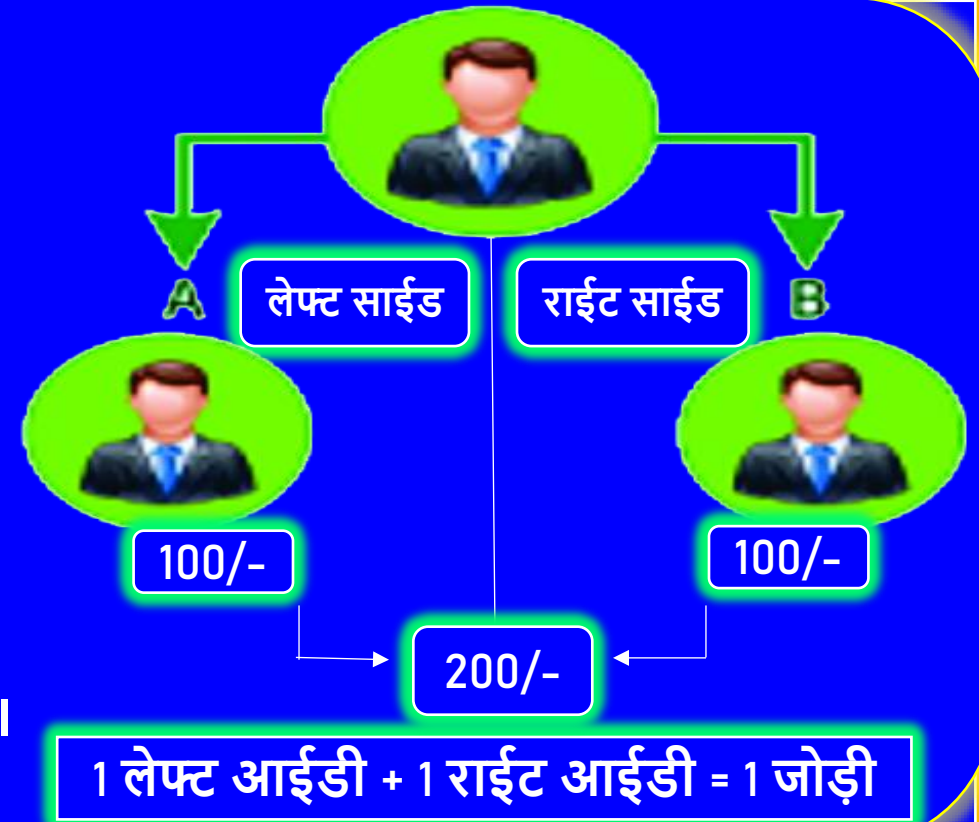 A
लेफ्ट साईड
राईट साईड
B
100/-
100/-
200/-
1 लेफ्ट आईडी + 1 राईट आईडी = 1 जोड़ी